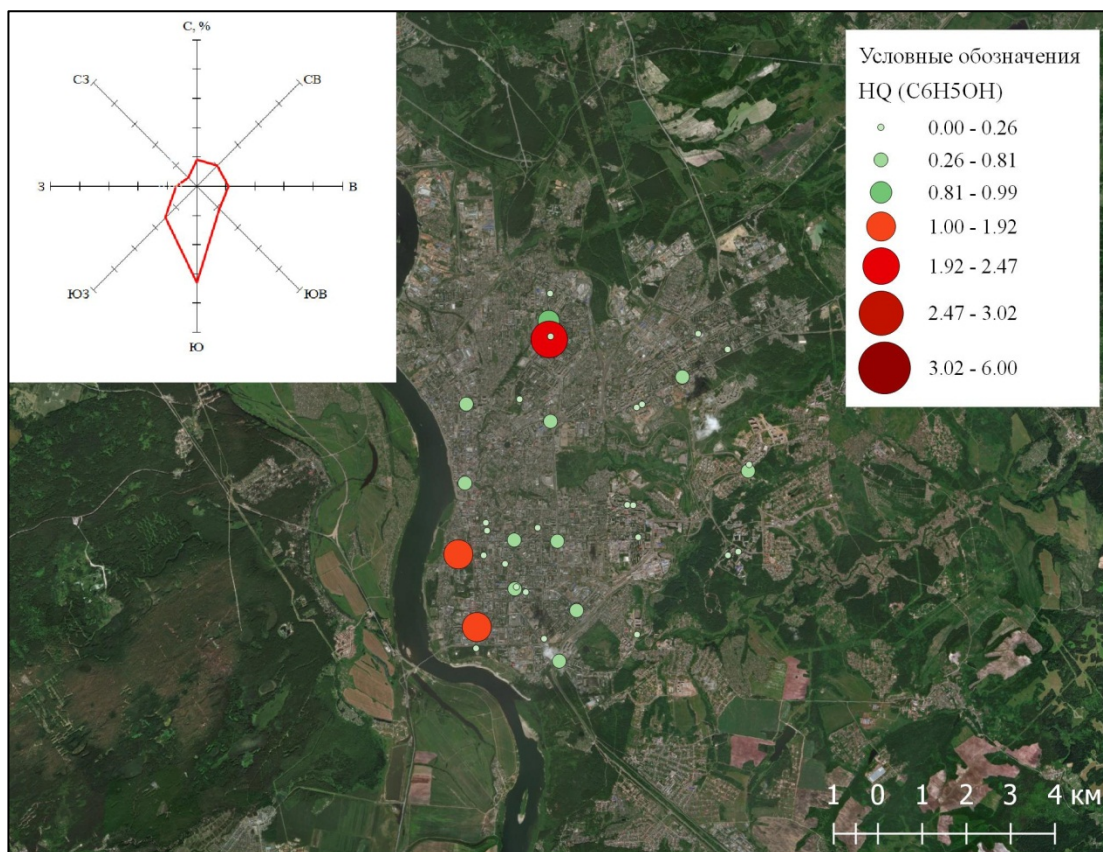 С, %
СЗ
СВ
З
В
ЮЗ
ЮВ
Ю
Условные обозначения
HQ (C6H5OH)
0.00 - 0.26
0.26 - 0.81
0.81 - 0.99
1.00 - 1.92
1.92 - 2.47
2.47 - 3.02
3.02 - 6.00
1 0 1 2 3 4 км